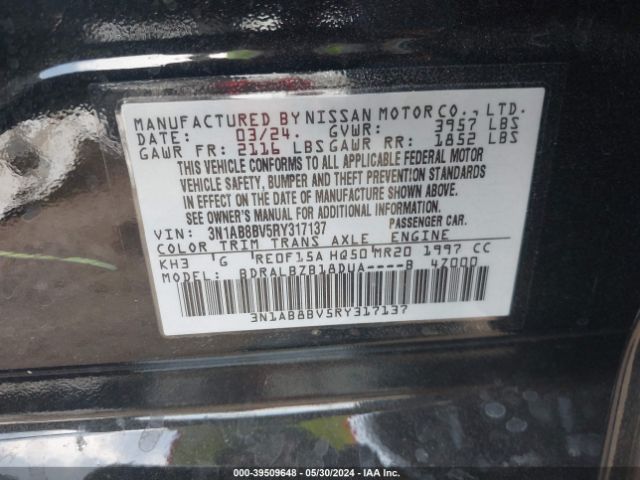 MANUFACTURED BY NISSAN MOTOR CO., LTD.
DATE: 03/24. GVWR: 3957 LBS
GAWR FR: 2116 LBS GAWR RR: 1852 LBS
THIS VEHICLE CONFORMS TO ALL APPLICABLE FEDERAL MOTOR
VEHICLE SAFETY, BUMPER AND THEFT PREVENTION STANDARDS
IN EFFECT ON THE DATE OF MANUFACTURE SHOWN ABOVE.
SEE OWNER'S MANUAL FOR ADDITIONAL INFORMATION.
VIN: 3N1AB8BV5RY317137 PASSENGER CAR.
COLOR TRIM TRANS AXLE ENGINE
KH3 G RE0F15A HQ50 MR20 1997 CC
MODEL: BDRALBZB18DUA----B 47000
3N1AB8BV5RY317137
000-39509648 - 05/30/2024 - IAA Inc.